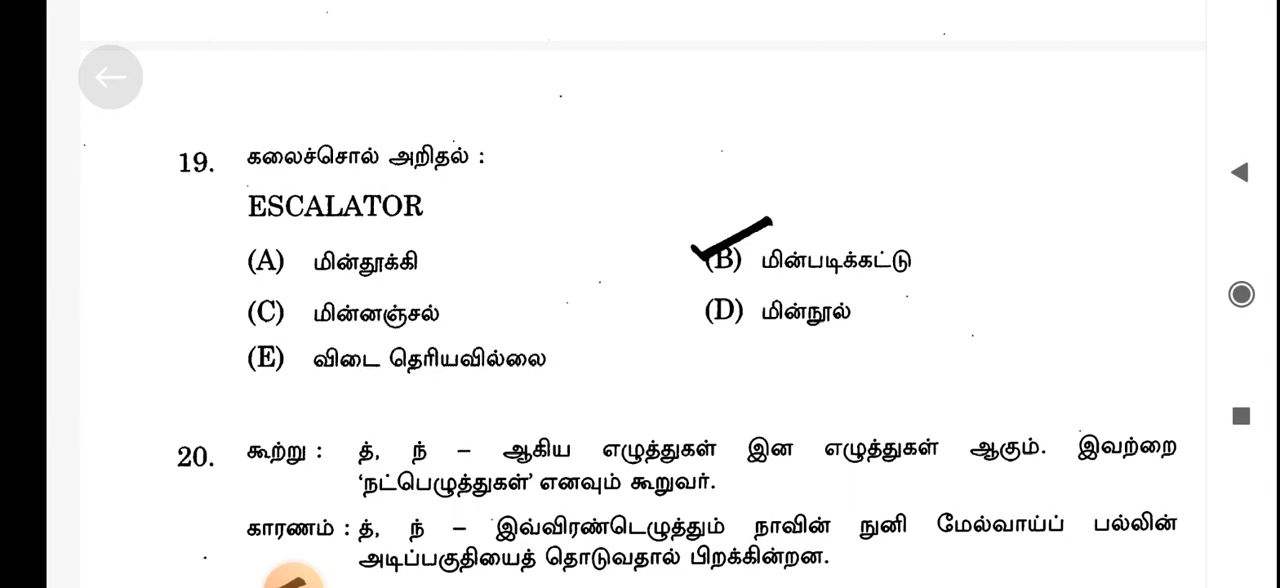 19. கலைச்சொல் அறிதல் :
ESCALATOR
(A) மின்தூக்கி (B) மின்படிக்கட்டு
(C) மின்னஞ்சல் (D) மின்நூல்
(E) விடை தெரியவில்லை
20. கூற்று : த், ந் – ஆகிய எழுத்துகள் இன எழுத்துகள் ஆகும். இவற்றை
‘நட்பெழுத்துகள்’ எனவும் கூறுவர்.
காரணம் : த், ந் – இவ்விரண்டெழுத்தும் நாவின் நுனி மேல்வாய்ப் பல்லின்
அடிப்பகுதியைத் தொடுவதால் பிறக்கின்றன.